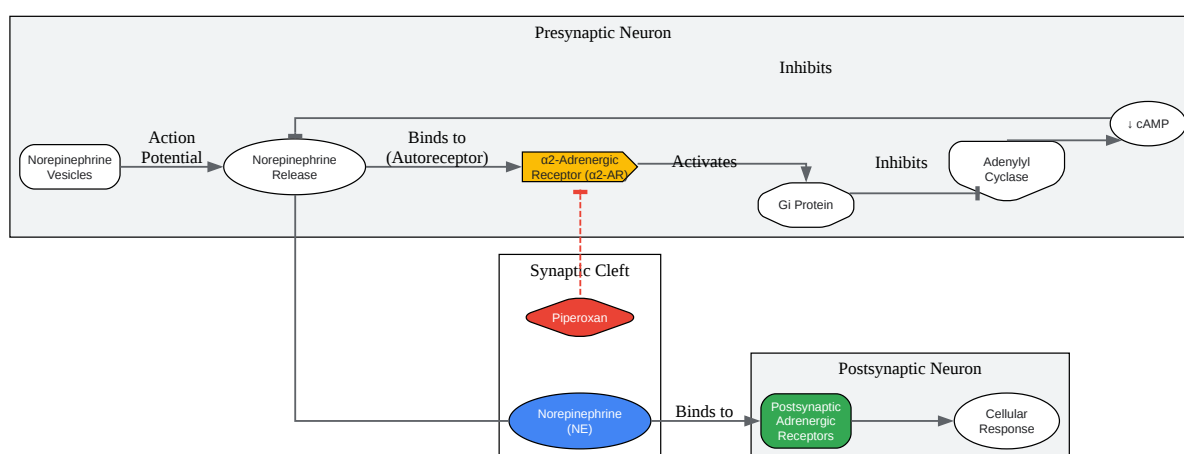 Presynaptic Neuron
Inhibits
↓ cAMP
Action
Potential
Binds to
(Autoreceptor)
Norepinephrine
Vesicles
Norepinephrine
Release
α2-Adrenergic
Receptor (α2-AR)
Activates
Inhibits
Adenylyl
Cyclase
Gi Protein
Synaptic Cleft
Piperoxan
Postsynaptic Neuron
Norepinephrine
(NE)
Binds to
Postsynaptic
Adrenergic
Receptors
Cellular
Response